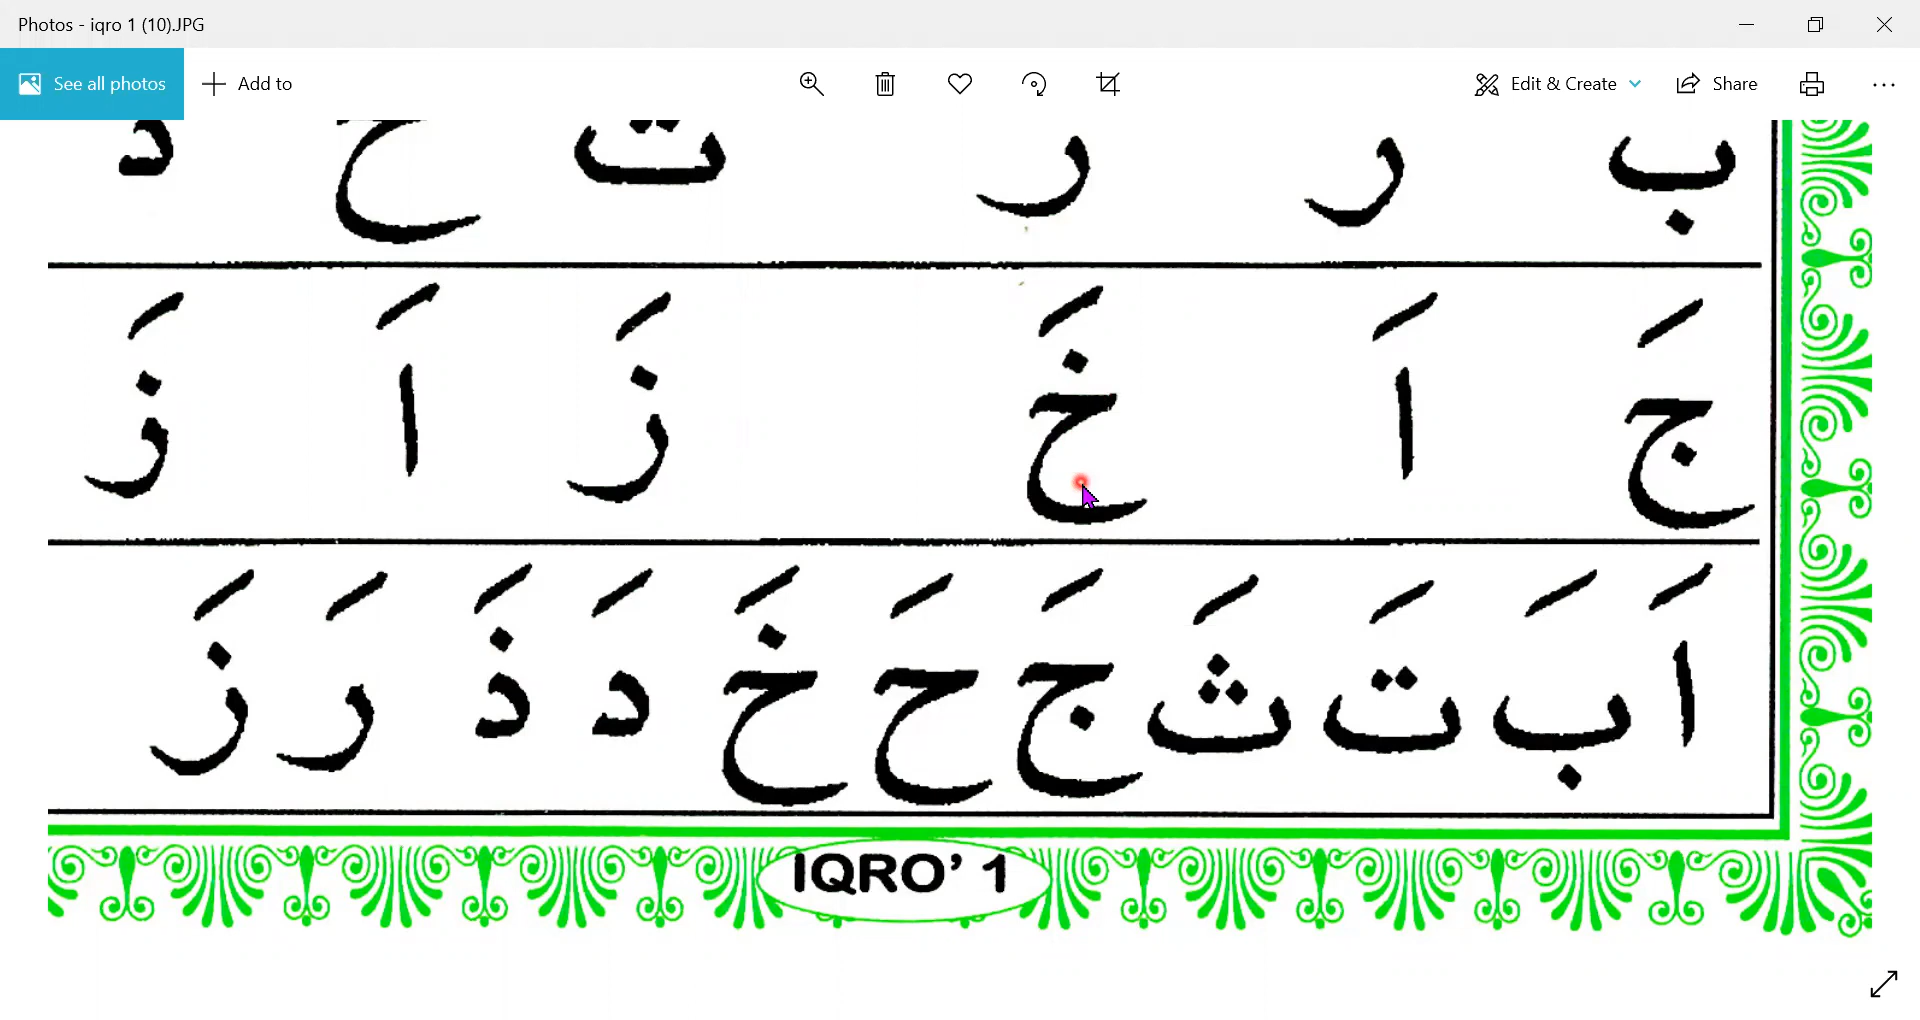 Photos - iqro 1 (10).JPG
See all photos
Add to
Edit & Create
Share
ب ر ر ت ح د
جَ اَ خَ زَ اَ زَ
اَ بَ تَ ثَ جَ حَ خَ دَ ذَ رَ زَ
IQRO’ 1